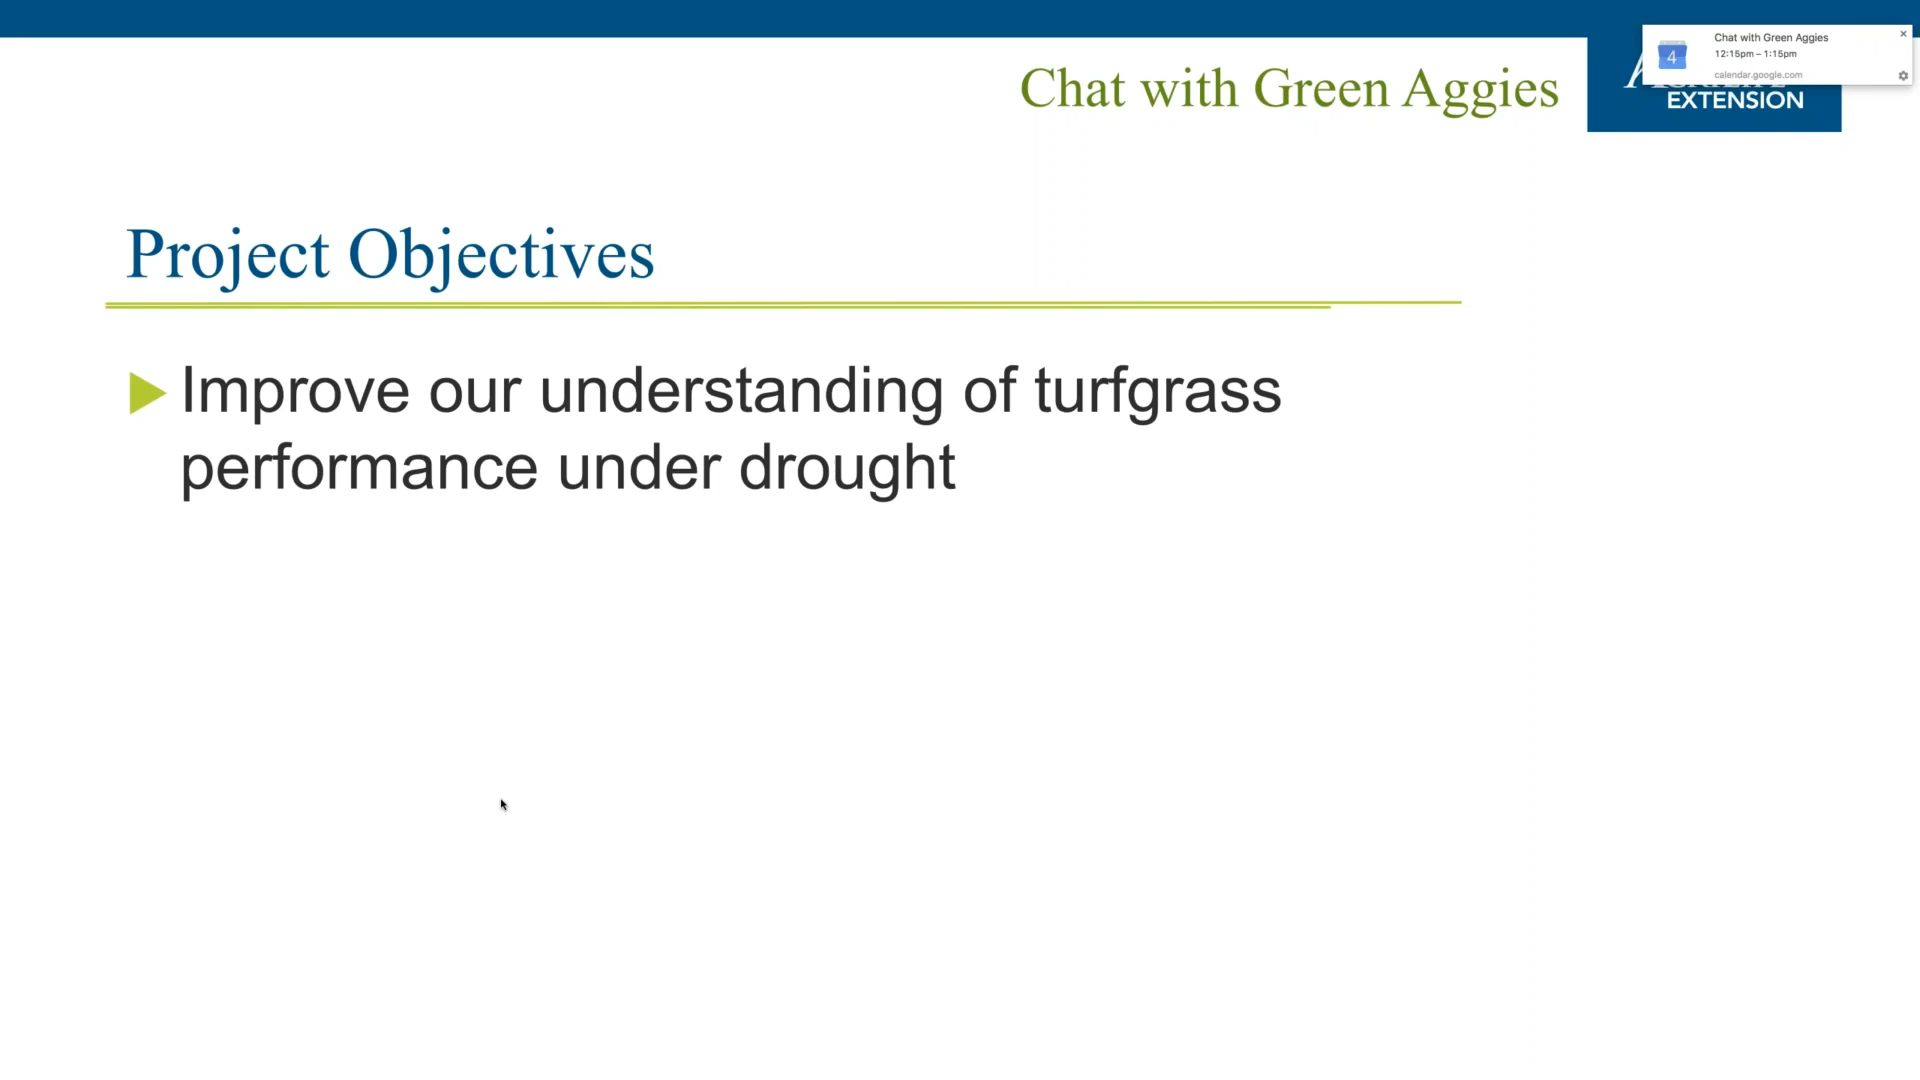 Chat with Green Aggies
12:15pm – 1:15pm
calendar.google.com
4
Chat with Green Aggies
EXTENSION
Project Objectives
Improve our understanding of turfgrass
performance under drought